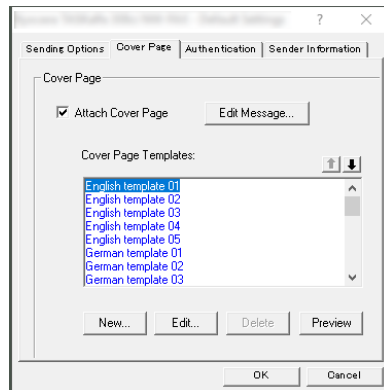 Sending Options Cover Page Authentication Sender Information
Cover Page
Attach Cover Page Edit Message...
Cover Page Templates:
English template 01
English template 02
English template 03
English template 04
English template 05
German template 01
German template 02
German template 03
New... Edit... Delete Preview
OK Cancel